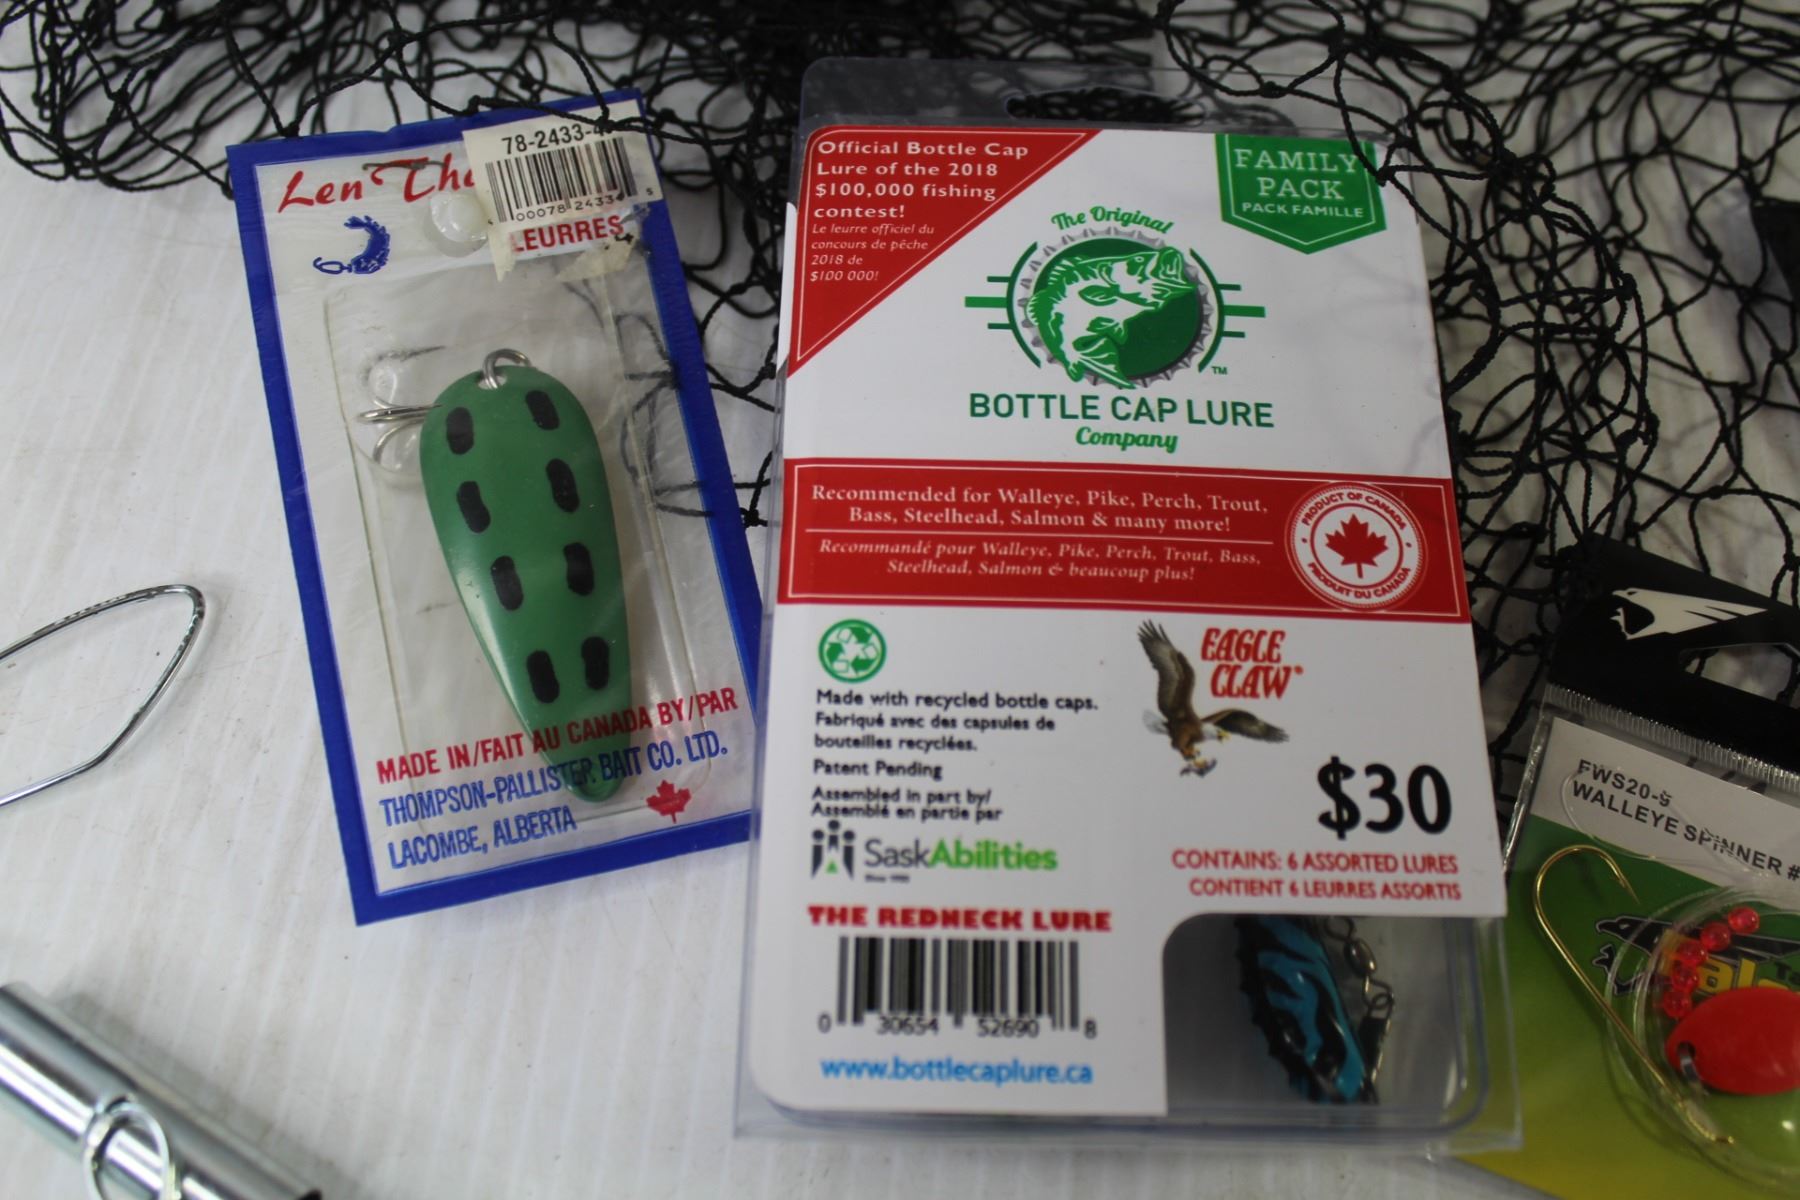 78-2433-4
Len Tho
00078 2433
LEURRES
MADE IN/FAIT AU CANADA BY/PAR
THOMPSON-PALLISTER BAIT CO. LTD.
LACOMBE, ALBERTA
Official Bottle Cap
Lure of the 2018
$100,000 fishing
contest!
Le leurre officiel du
concours de pêche
2018 de
$100 000!
FAMILY
PACK
PACK FAMILLE
The Original
TM
BOTTLE CAP LURE
Company
Recommended for Walleye, Pike, Perch, Trout,
Bass, Steelhead, Salmon & many more!
Recommandé pour Walleye, Pike, Perch, Trout, Bass,
Steelhead, Salmon & beaucoup plus!
PRODUCT OF CANADA
PRODUIT DU CANADA
EAGLE
CLAW
Made with recycled bottle caps.
Fabriqué avec des capsules de
bouteilles recyclées.
Patent Pending
Assembled in part by/
Assemblé en partie par
SaskAbilities
$30
CONTAINS: 6 ASSORTED LURES
CONTIENT 6 LEURRES ASSORTIS
THE REDNECK LURE
0 30654 52690 8
www.bottlecaplure.ca
FWS20-9
WALLEYE SPINNER #